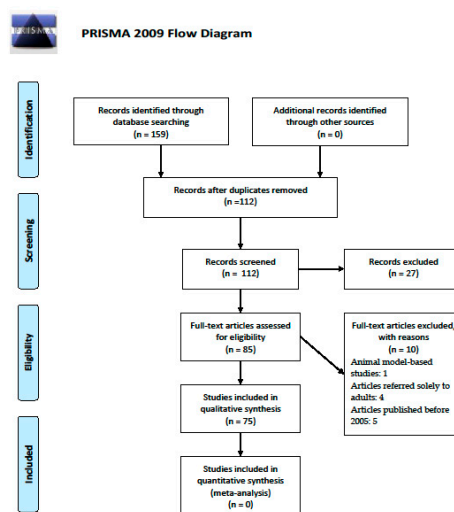 PRISMA
PRISMA 2009 Flow Diagram
Identification
Records identified through
database searching
(n = 159)
Additional records identified
through other sources
(n = 0)
Records after duplicates removed
(n =112)
Screening
Records screened
(n = 112)
Records excluded
(n = 27)
Eligibility
Full-text articles assessed
for eligibility
(n = 85)
Full-text articles excluded,
with reasons
(n = 10)
Animal model-based
studies: 1
Articles referred solely to
adults: 4
Articles published before
2005: 5
Studies included in
qualitative synthesis
(n = 75)
Included
Studies included in
quantitative synthesis
(meta-analysis)
(n = 0)